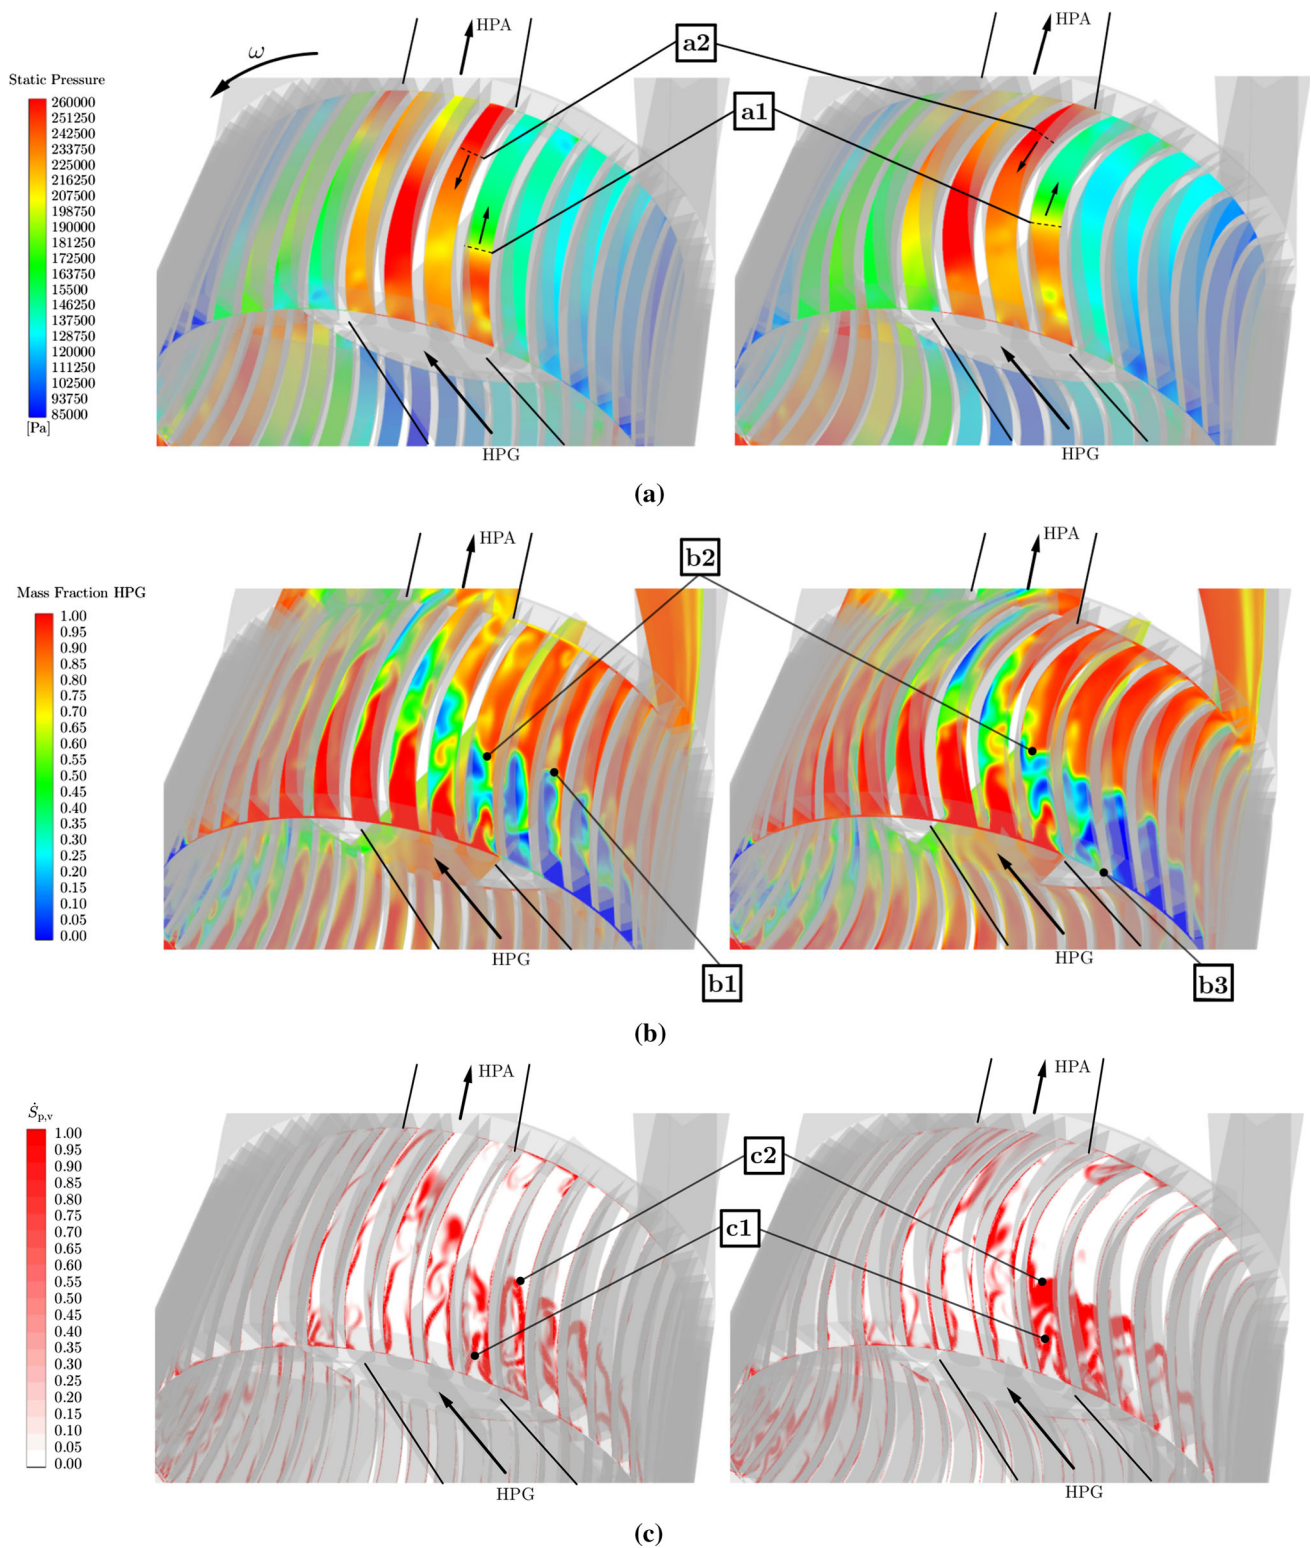 HPA
HPA
ω
a2
a1
Static Pressure
260000
251250
242500
233750
225000
216250
207500
198750
190000
181250
172500
163750
155000
146250
137500
128750
120000
111250
102500
93750
85000
[Pa]
HPG
HPG
(a)
HPA
HPA
b2
Mass Fraction HPG
1.00
0.95
0.90
0.85
0.80
0.75
0.70
0.65
0.60
0.55
0.50
0.45
0.40
0.35
0.30
0.25
0.20
0.15
0.10
0.05
0.00
HPG
HPG
b1
b3
(b)
HPA
HPA
Ṡp,v
1.00
0.95
0.90
0.85
0.80
0.75
0.70
0.65
0.60
0.55
0.50
0.45
0.40
0.35
0.30
0.25
0.20
0.15
0.10
0.05
0.00
c2
c1
HPG
HPG
(c)